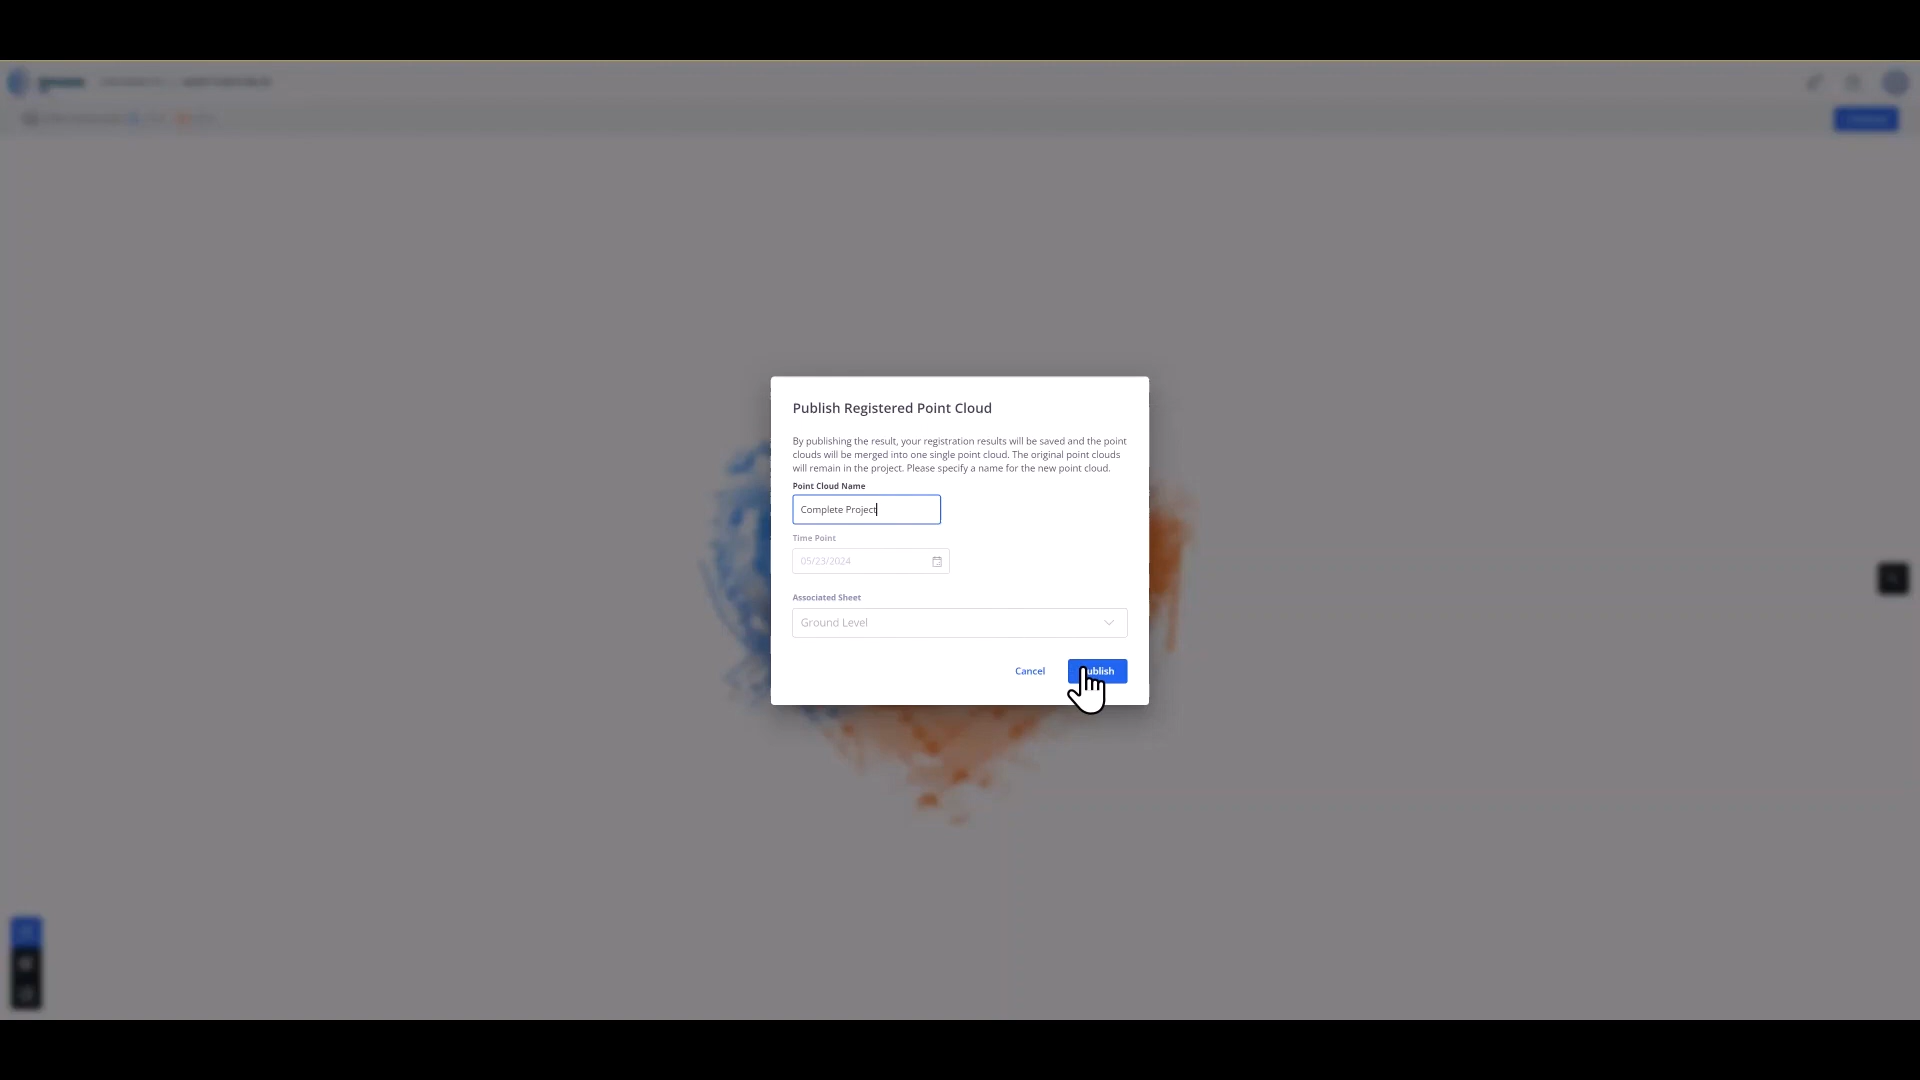 Publish Registered Point Cloud
By publishing the result, your registration results will be saved and the point
clouds will be merged into one single point cloud. The original point clouds
will remain in the project. Please specify a name for the new point cloud.
Point Cloud Name
Complete Project
Time Point
05/23/2024
Associated Sheet
Ground Level
Cancel